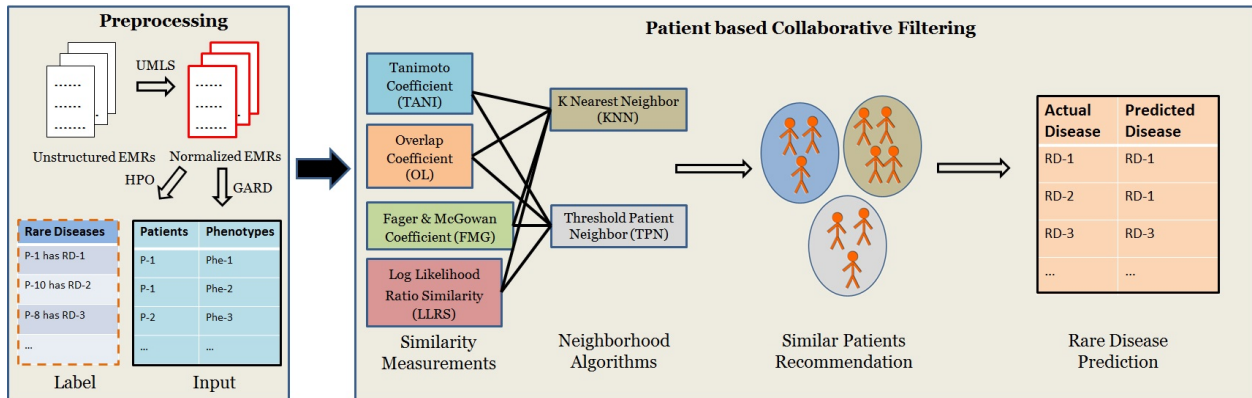 Preprocessing
UMLS
......
......
......
......
Unstructured EMRs
Normalized EMRs
HPO
GARD
Rare Diseases
P-1 has RD-1
P-10 has RD-2
P-8 has RD-3
...
Label
Patients Phenotypes
P-1 Phe-1
P-1 Phe-2
P-2 Phe-3
... ...
Input
Patient based Collaborative Filtering
Tanimoto
Coefficient
(TANI)
Overlap
Coefficient
(OL)
Fager & McGowan
Coefficient (FMG)
Log Likelihood
Ratio Similarity
(LLRS)
Similarity
Measurements
K Nearest Neighbor
(KNN)
Threshold Patient
Neighbor (TPN)
Neighborhood
Algorithms
Similar Patients
Recommendation
Actual Predicted
Disease Disease
RD-1 RD-1
RD-2 RD-1
RD-3 RD-3
... ...
Rare Disease
Prediction